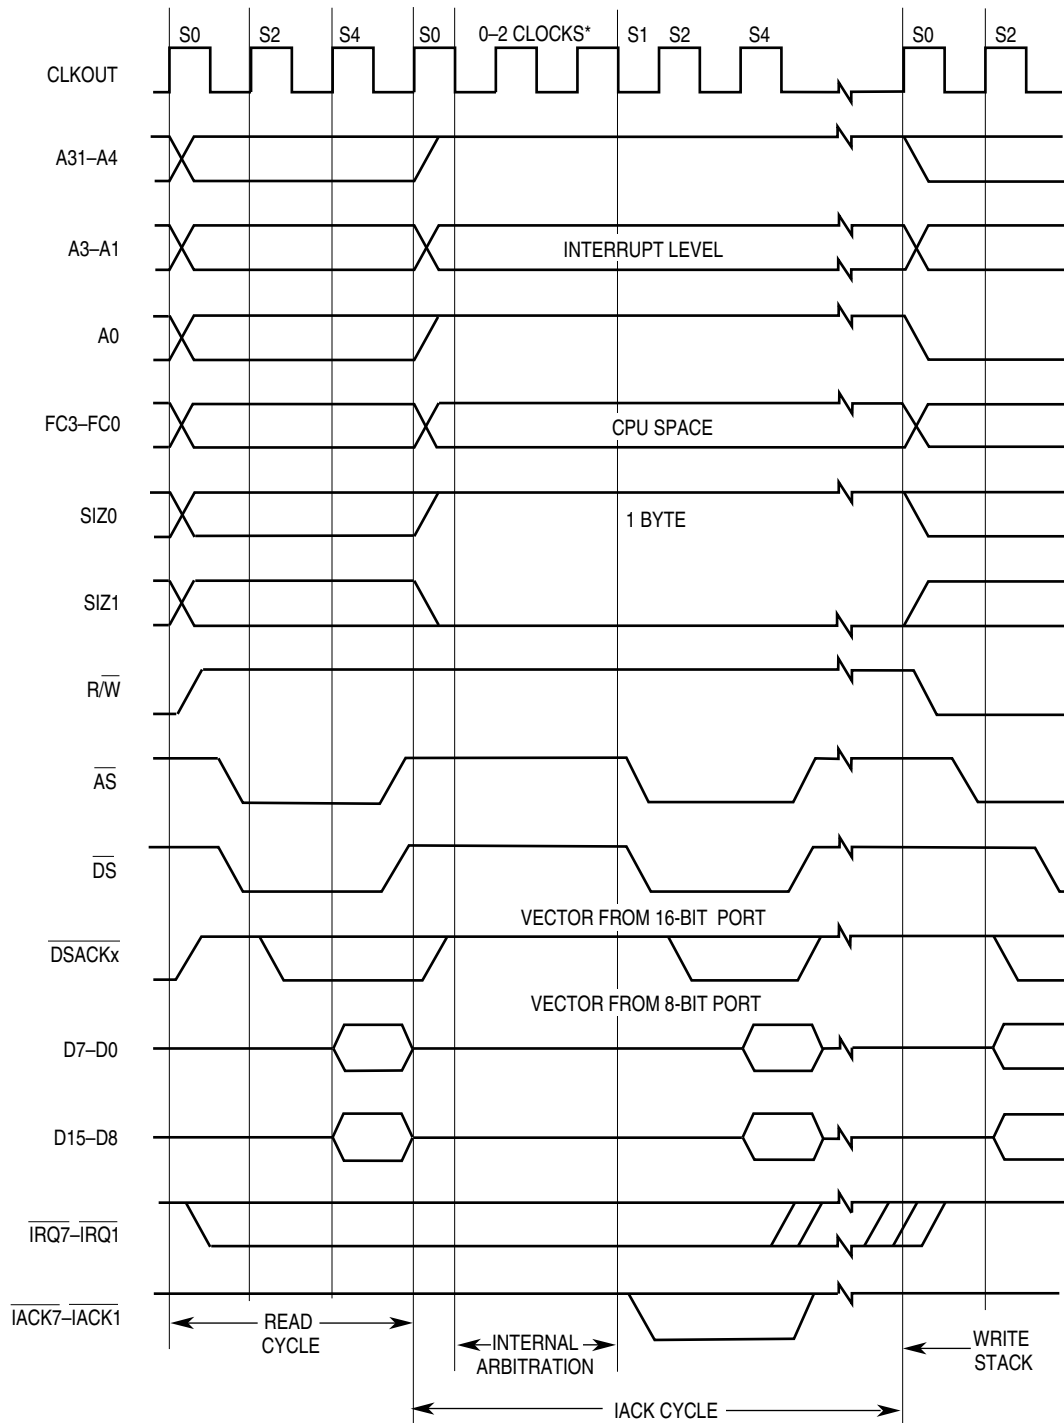 S0 S2 S4 S0 0–2 CLOCKS* S1 S2 S4 S0 S2
CLKOUT
A31–A4
A3–A1
INTERRUPT LEVEL
A0
FC3–FC0
CPU SPACE
SIZ0
1 BYTE
SIZ1
R/W
AS
DS
VECTOR FROM 16-BIT PORT
DSACKx
VECTOR FROM 8-BIT PORT
D7–D0
D15–D8
IRQ7–IRQ1
IACK7–IACK1
READ
CYCLE
INTERNAL
ARBITRATION
WRITE
STACK
IACK CYCLE